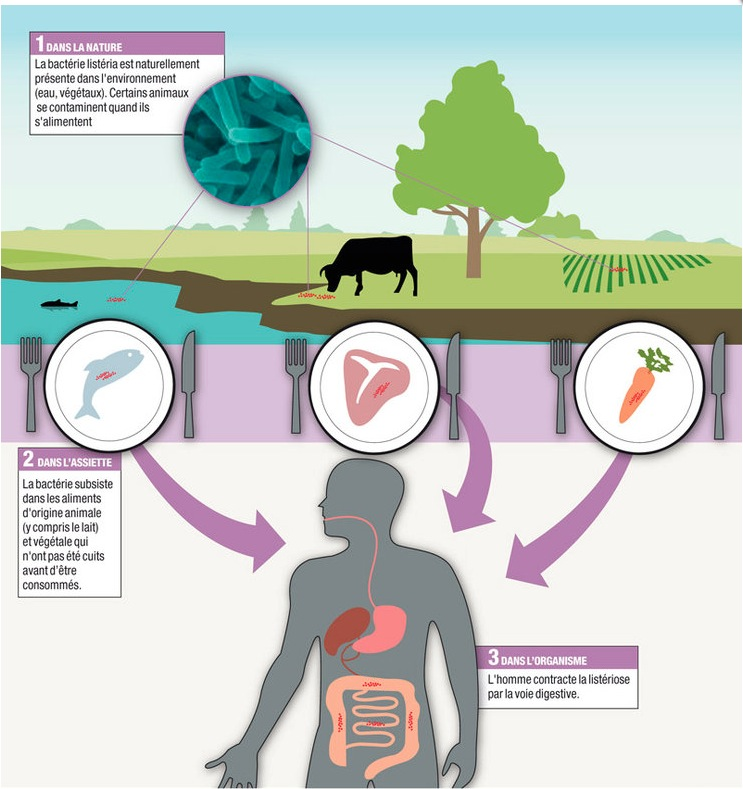 1 DANS LA NATURE
La bactérie listéria est naturellement
présente dans l'environnement
(eau, végétaux). Certains animaux
se contaminent quand ils
s'alimentent
2 DANS L'ASSIETTE
La bactérie subsiste
dans les aliments
d'origine animale
(y compris le lait)
et végétale qui
n'ont pas été cuits
avant d'être
consommés.
3 DANS L'ORGANISME
L'homme contracte la listériose
par la voie digestive.